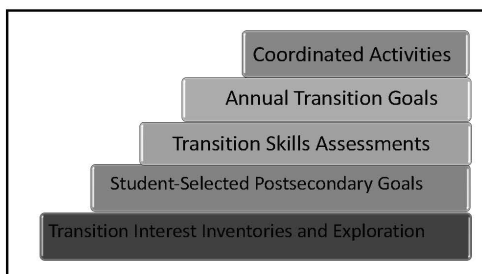 Coordinated Activities
Annual Transition Goals
Transition Skills Assessments
Student-Selected Postsecondary Goals
Transition Interest Inventories and Exploration